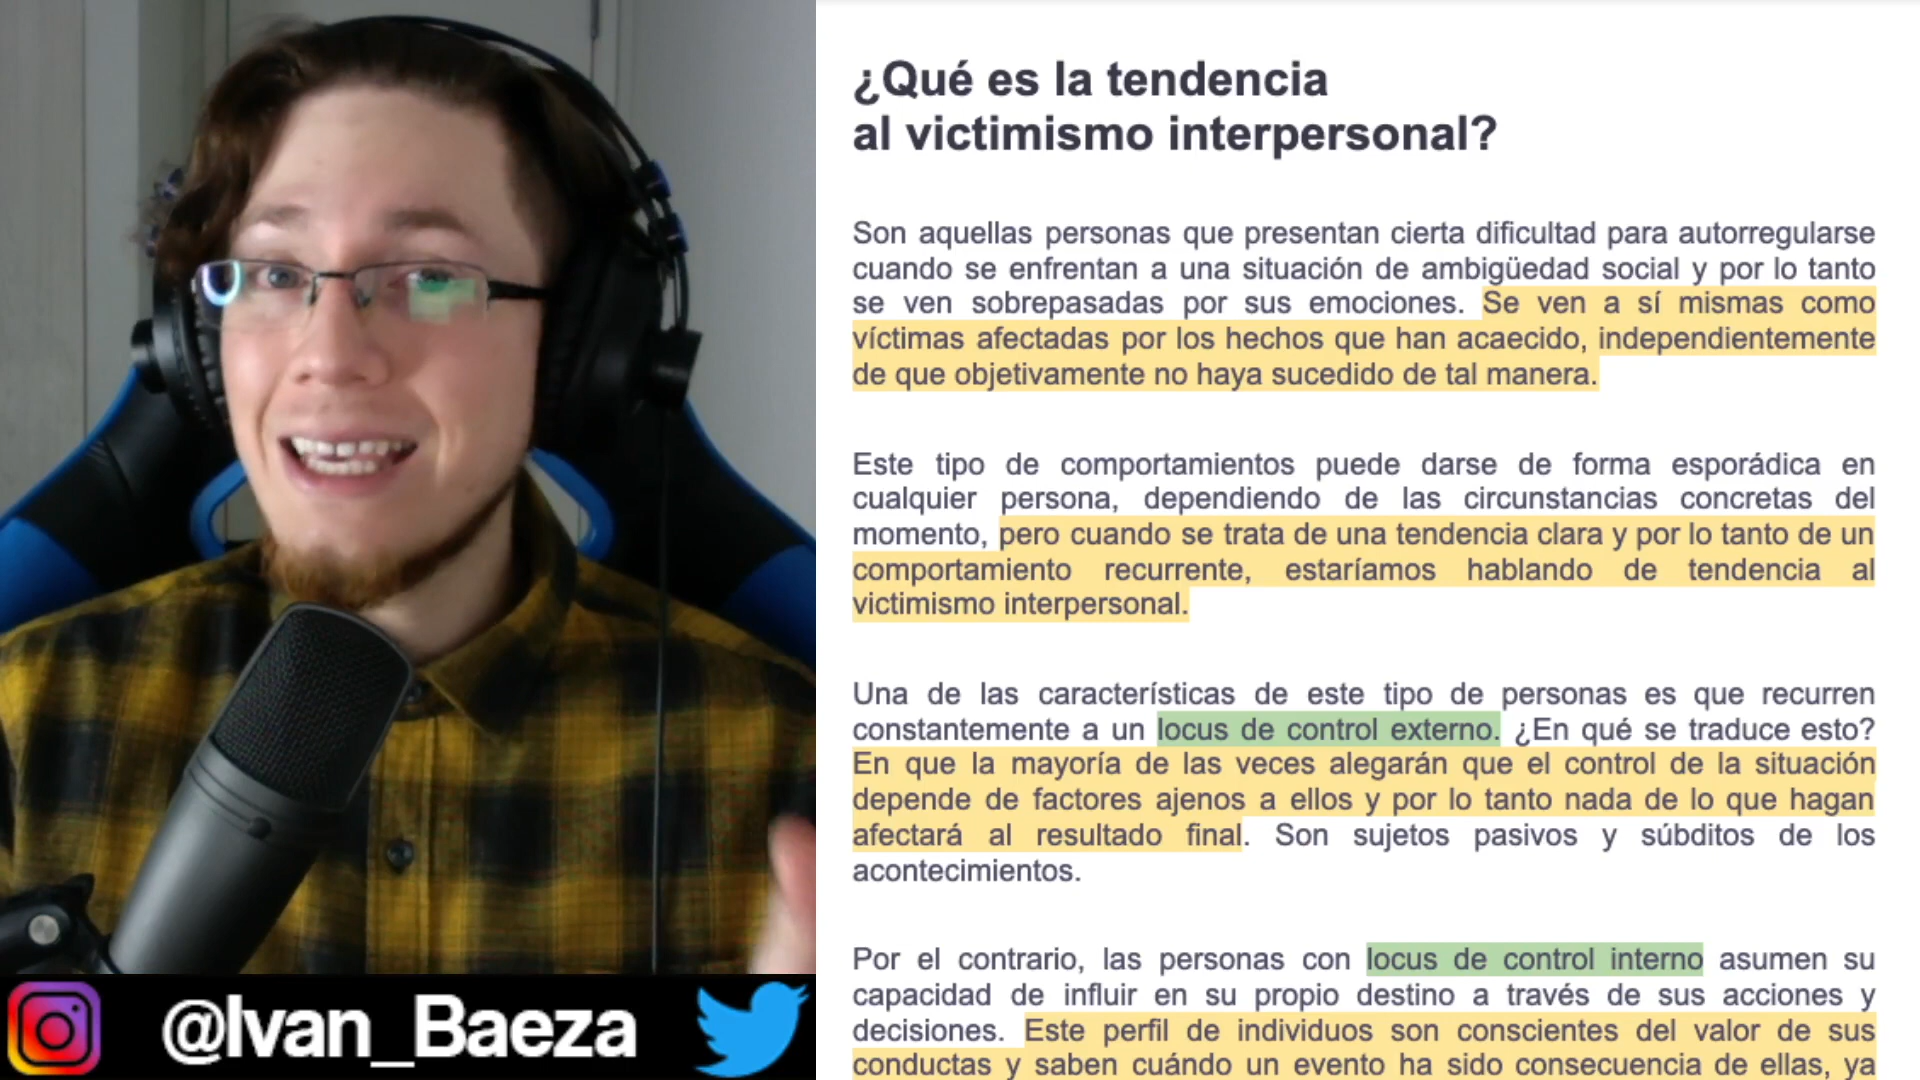 ¿Qué es la tendencia
al victimismo interpersonal?
Son aquellas personas que presentan cierta dificultad para autorregularse
cuando se enfrentan a una situación de ambigüedad social y por lo tanto
se ven sobrepasadas por sus emociones. Se ven a sí mismas como
víctimas afectadas por los hechos que han acaecido, independientemente
de que objetivamente no haya sucedido de tal manera.
Este tipo de comportamientos puede darse de forma esporádica en
cualquier persona, dependiendo de las circunstancias concretas del
momento, pero cuando se trata de una tendencia clara y por lo tanto de un
comportamiento recurrente, estaríamos hablando de tendencia al
victimismo interpersonal.
Una de las características de este tipo de personas es que recurren
constantemente a un locus de control externo. ¿En qué se traduce esto?
En que la mayoría de las veces alegarán que el control de la situación
depende de factores ajenos a ellos y por lo tanto nada de lo que hagan
afectará al resultado final. Son sujetos pasivos y súbditos de los
acontecimientos.
Por el contrario, las personas con locus de control interno asumen su
capacidad de influir en su propio destino a través de sus acciones y
decisiones. Este perfil de individuos son conscientes del valor de sus
conductas y saben cuándo un evento ha sido consecuencia de ellas, ya
@Ivan_Baeza